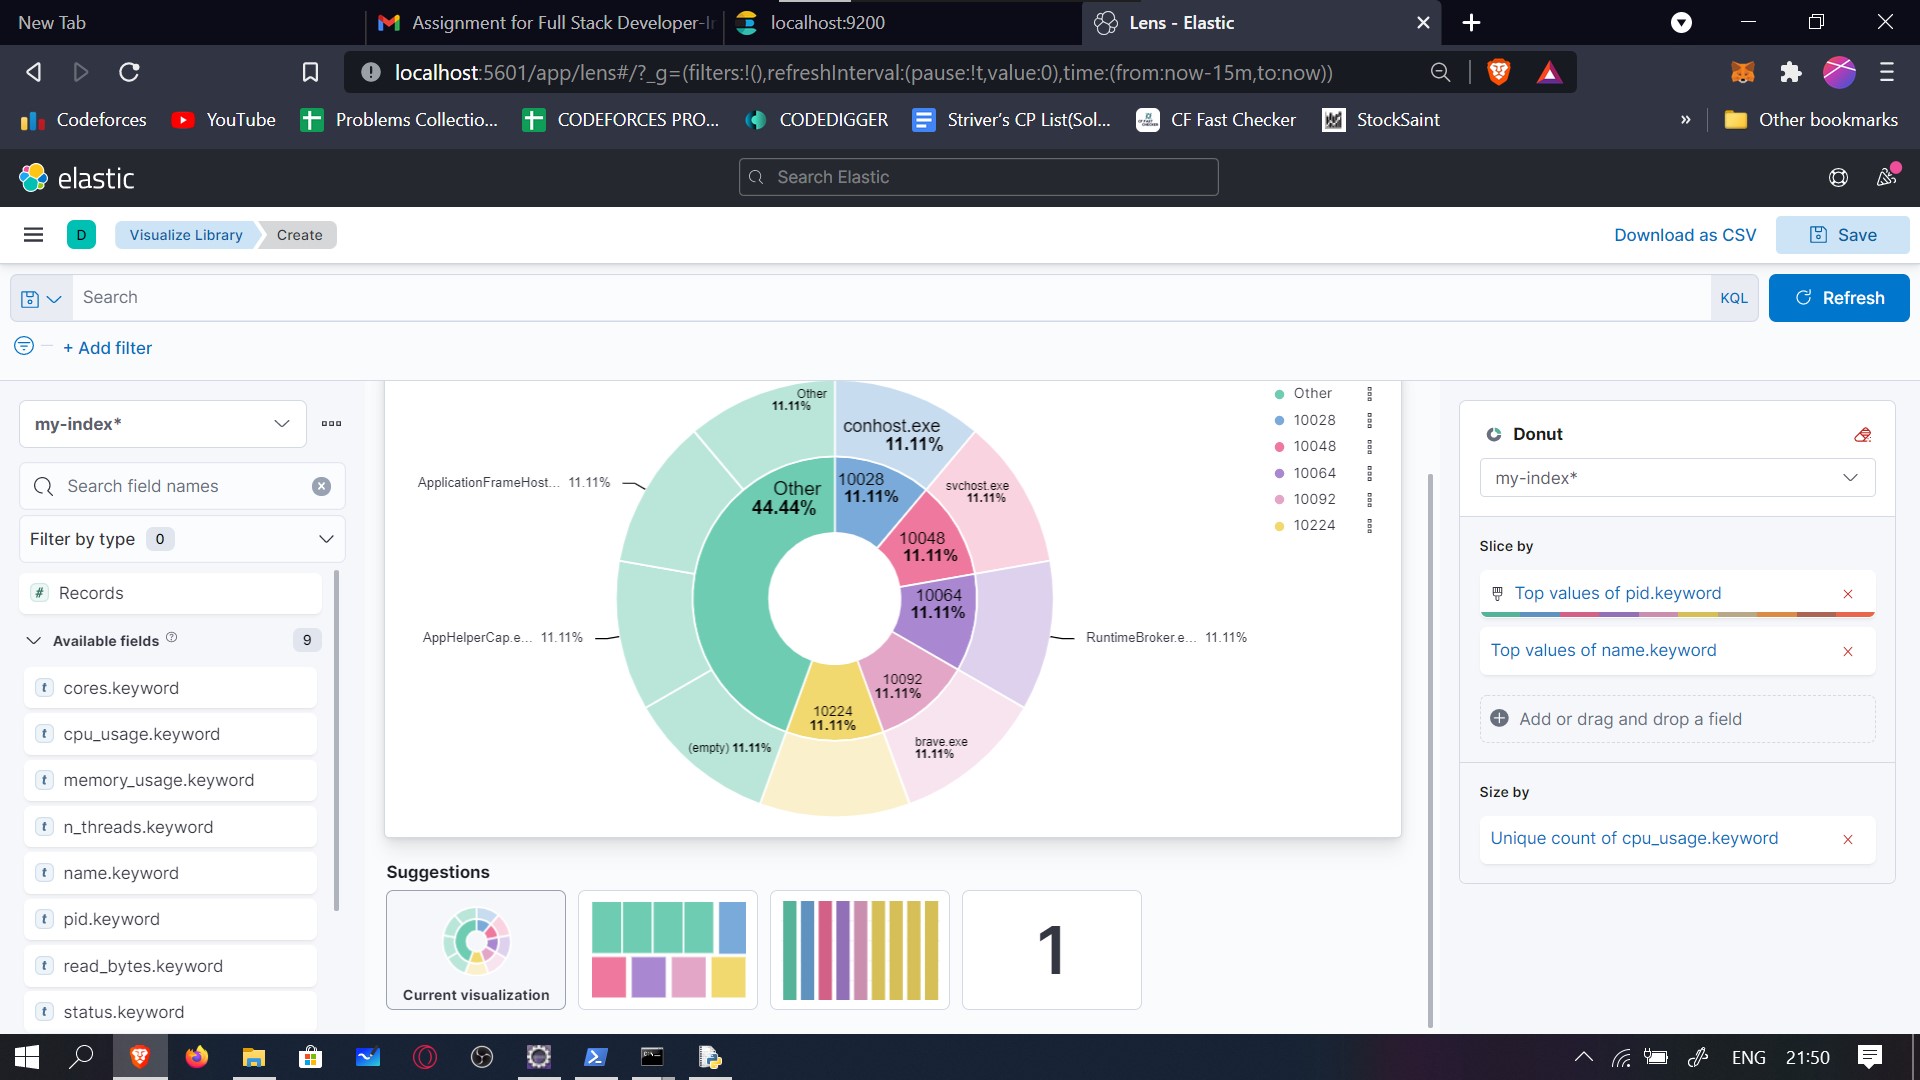 New Tab
Assignment for Full Stack Developer-In
localhost:9200
Lens - Elastic
localhost:5601/app/lens#/?_g=(filters:!(),refreshInterval:(pause:!t,value:0),time:(from:now-15m,to:now))
Codeforces
YouTube
Problems Collectio...
CODEFORCES PRO...
CODEDIGGER
Striver's CP List(Sol...
CF Fast Checker
StockSaint
»
Other bookmarks
elastic
Search Elastic
D
Visualize Library
Create
Download as CSV
Save
Search
KQL
Refresh
+ Add filter
my-index*
Search field names
Filter by type 0
# Records
Available fields ? 9
t cores.keyword
t cpu_usage.keyword
t memory_usage.keyword
t n_threads.keyword
t name.keyword
t pid.keyword
t read_bytes.keyword
t status.keyword
Other
11.11%
conhost.exe
11.11%
ApplicationFrameHost... 11.11%
Other
44.44%
10028
11.11%
svchost.exe
11.11%
10048
11.11%
10064
11.11%
AppHelperCap.e... 11.11%
RuntimeBroker.e... 11.11%
10092
11.11%
10224
11.11%
(empty) 11.11%
brave.exe
11.11%
Other
10028
10048
10064
10092
10224
Suggestions
Current visualization
1
Donut
my-index*
Slice by
Top values of pid.keyword
Top values of name.keyword
Add or drag and drop a field
Size by
Unique count of cpu_usage.keyword
ENG
21:50